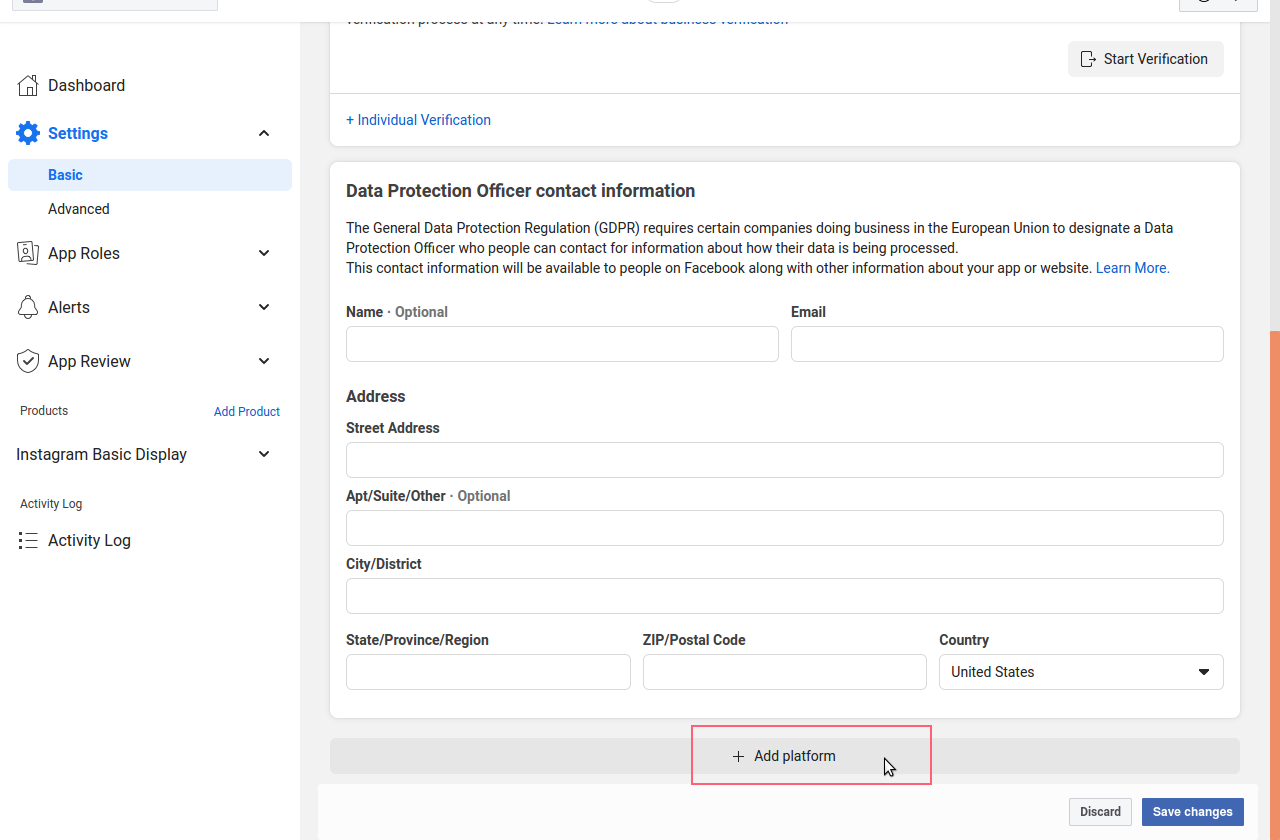 verification process at any time. Learn more about business verification
Start Verification
+ Individual Verification
Dashboard
Settings
Basic
Advanced
App Roles
Alerts
App Review
Products
Add Product
Instagram Basic Display
Activity Log
Activity Log
Data Protection Officer contact information
The General Data Protection Regulation (GDPR) requires certain companies doing business in the European Union to designate a Data
Protection Officer who people can contact for information about how their data is being processed.
This contact information will be available to people on Facebook along with other information about your app or website. Learn More.
Name · Optional
Email
Address
Street Address
Apt/Suite/Other · Optional
City/District
State/Province/Region
ZIP/Postal Code
Country
United States
+ Add platform
Discard
Save changes